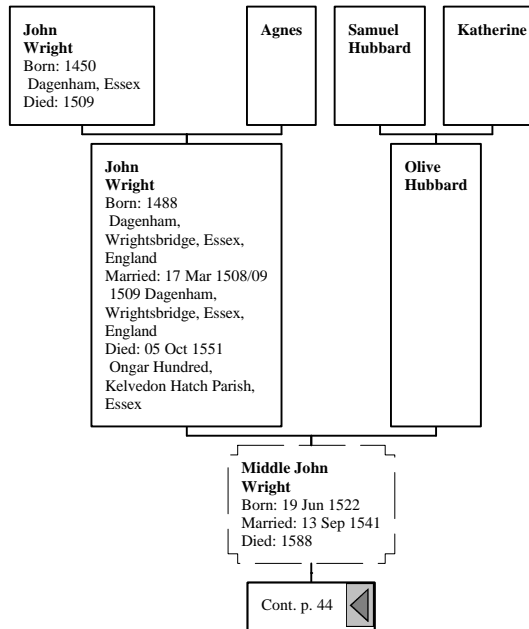 John
Wright
Born: 1450
Dagenham, Essex
Died: 1509
Agnes
Samuel
Hubbard
Katherine
John
Wright
Born: 1488
Dagenham,
Wrightsbridge, Essex,
England
Married: 17 Mar 1508/09
1509 Dagenham,
Wrightsbridge, Essex,
England
Died: 05 Oct 1551
Ongar Hundred,
Kelvedon Hatch Parish,
Essex
Olive
Hubbard
Middle John
Wright
Born: 19 Jun 1522
Married: 13 Sep 1541
Died: 1588
Cont. p. 44